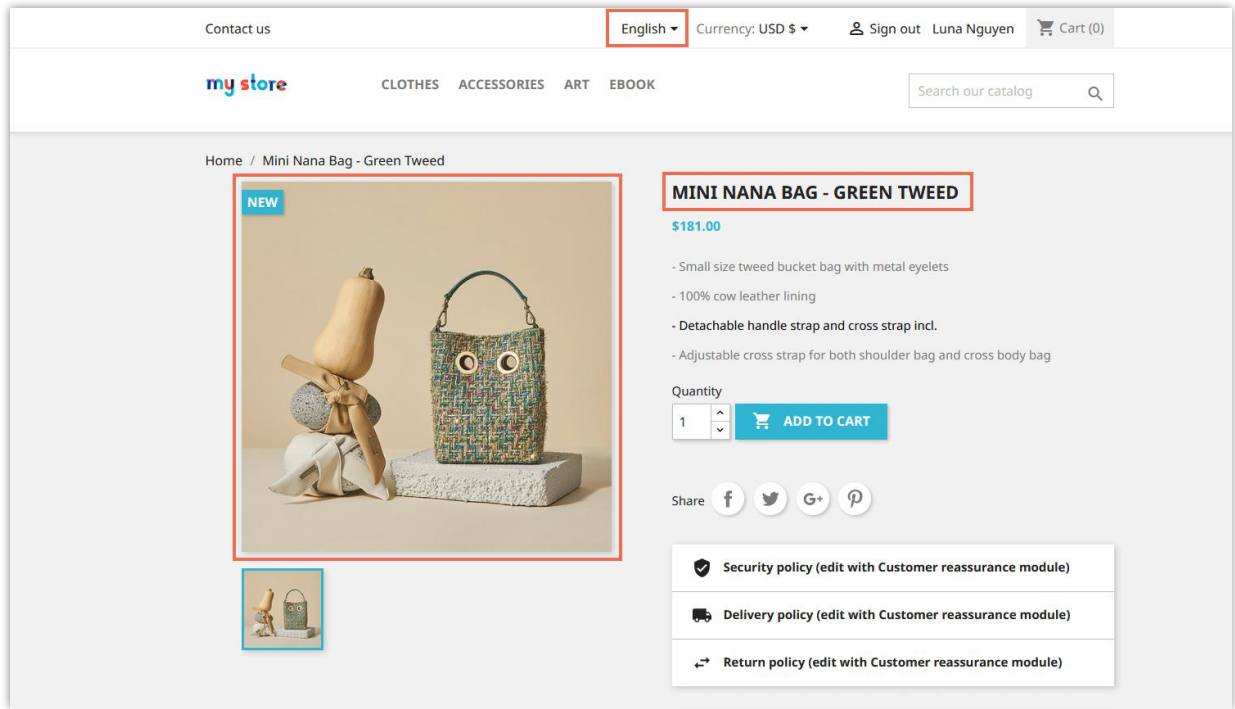 Contact us
English
Currency: USD $
Sign out
Luna Nguyen
Cart (0)
my store
CLOTHES
ACCESSORIES
ART
EBOOK
Search our catalog
Home / Mini Nana Bag - Green Tweed
NEW
MINI NANA BAG - GREEN TWEED
$181.00
- Small size tweed bucket bag with metal eyelets
- 100% cow leather lining
- Detachable handle strap and cross strap incl.
- Adjustable cross strap for both shoulder bag and cross body bag
Quantity
1
ADD TO CART
Share
Security policy (edit with Customer reassurance module)
Delivery policy (edit with Customer reassurance module)
Return policy (edit with Customer reassurance module)